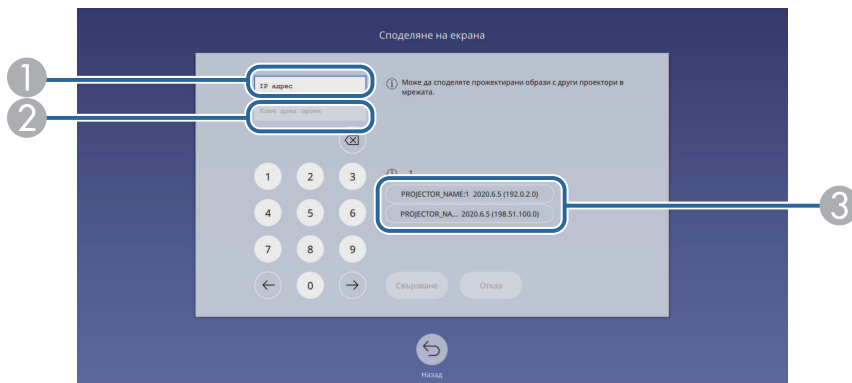 Споделяне на екрана
1
IP адрес
Може да споделяте прожектирани образи с други проектори в
мрежата.
2
Ключ дума прожек
1 2 3
1
PROJECTOR_NAME:1 2020.6.5 (192.0.2.0)
3
4 5 6
PROJECTOR_NA... 2020.6.5 (198.51.100.0)
7 8 9
0
Свързване Отказ
Назад